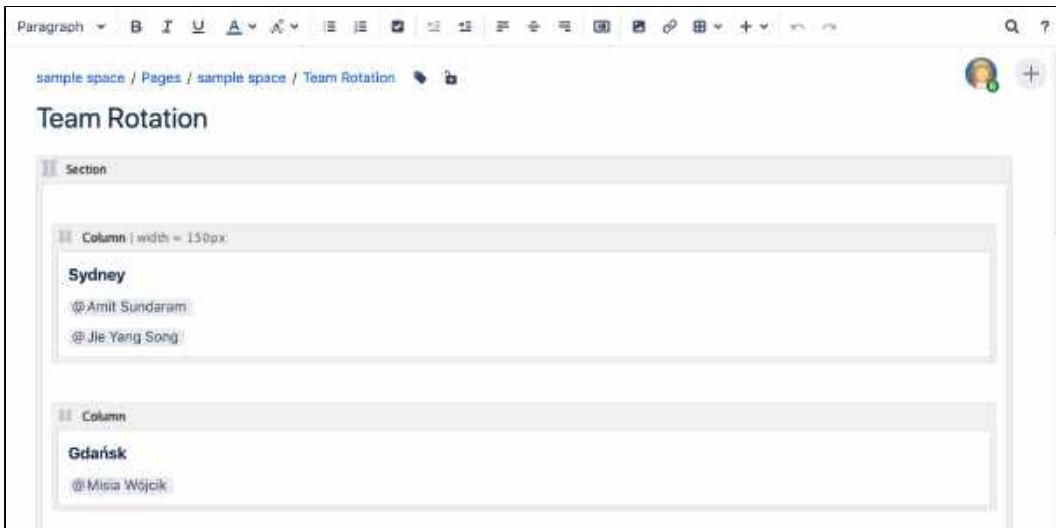 Paragraph B I U A
sample space / Pages / sample space / Team Rotation
Team Rotation
Section
Column | width = 150px
Sydney
@Amit Sundaram
@Jie Yang Song
Column
Gdańsk
@Misia Wójcik